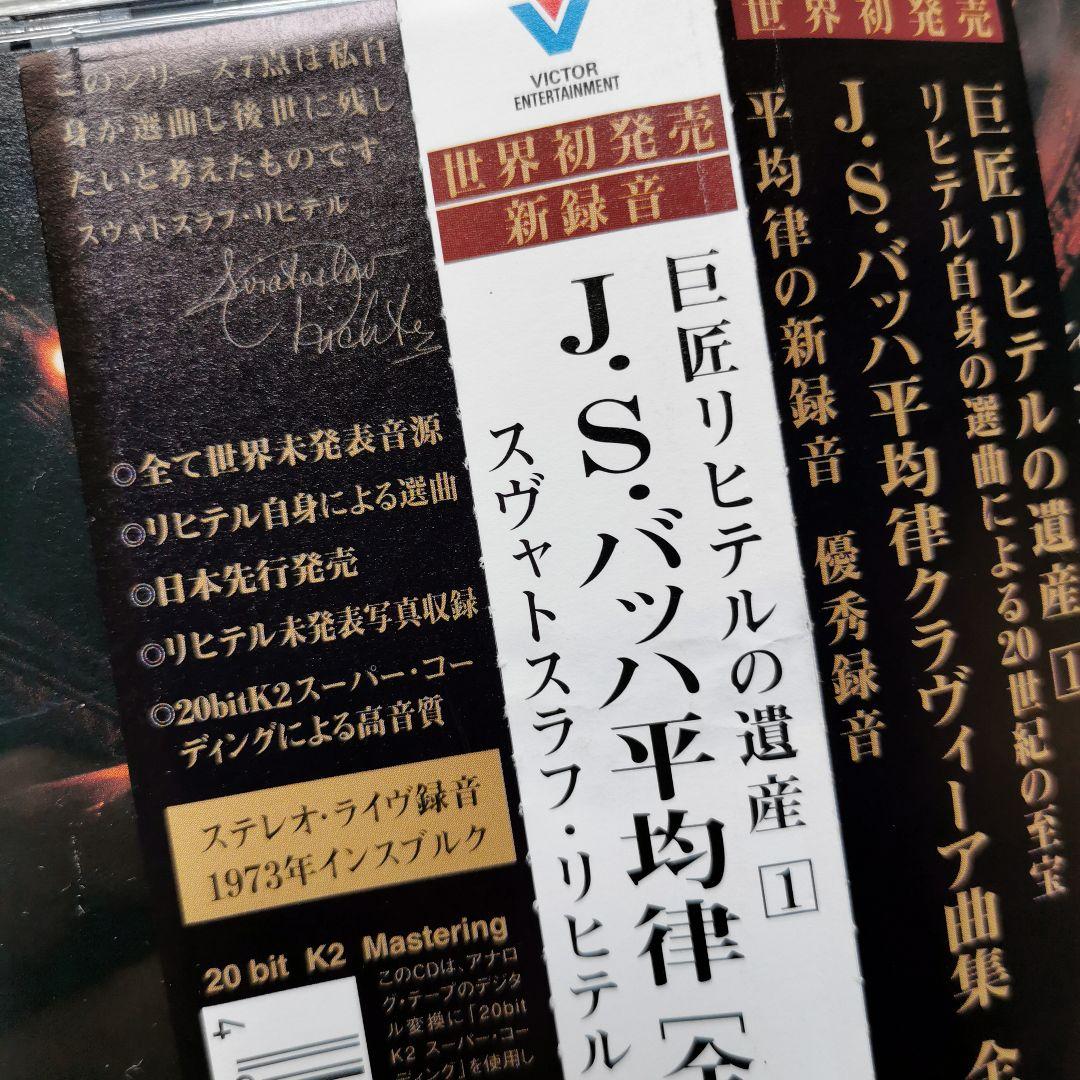 このシリーズ7点は私自
身が選曲し後世に残し
たいと考えたものです
スヴャトスラフ・リヒテル
Sviatoslav
Richter
◎全て世界未発表音源
◎リヒテル自身による選曲
◎日本先行発売
◎リヒテル未発表写真収録
◎20bitK2スーパー・コー
ディングによる高音質
ステレオ・ライヴ録音
1973年インスブルク
20 bit K2 Mastering
このCDは、アナロ
グ・テープのデジタ
ル変換に「20bit
K2 スーパー・コー
ディング」を使用し
4
VICTOR
ENTERTAINMENT
世界初発売
新録音
巨匠リヒテルの遺産 1
J.S.バッハ平均律［全
スヴャトスラフ・リヒテル
世界初発売
巨匠リヒテルの遺産 1
リヒテル自身の選曲による20世紀の至宝
J.S.バッハ平均律クラヴィーア曲集 全
平均律の新録音 優秀録音